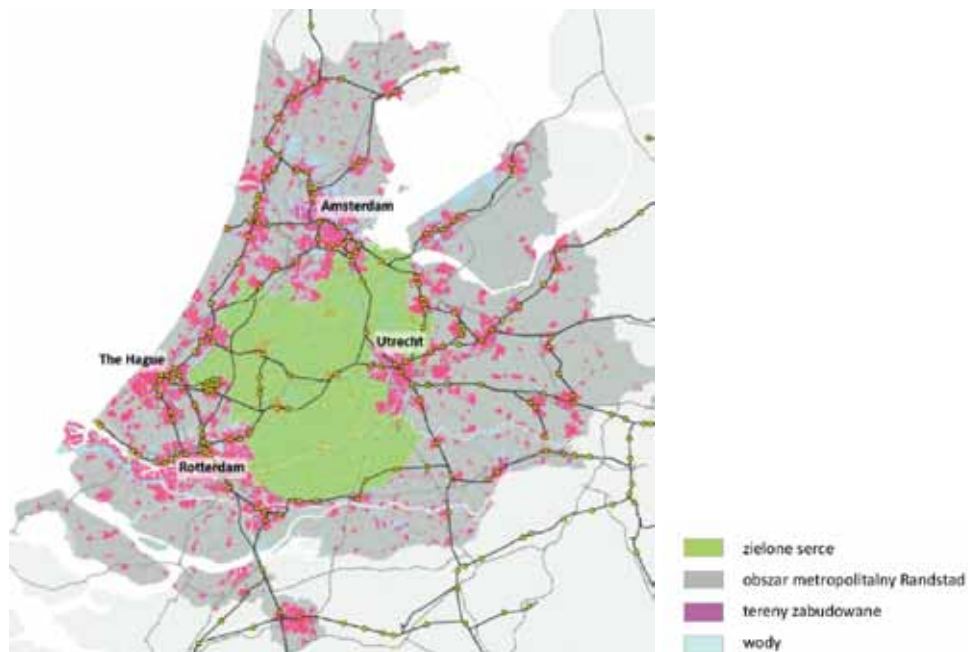 Amsterdam
Utrecht
The Hague
Rotterdam
zielone serce
obszar metropolitalny Randstad
tereny zabudowane
wody